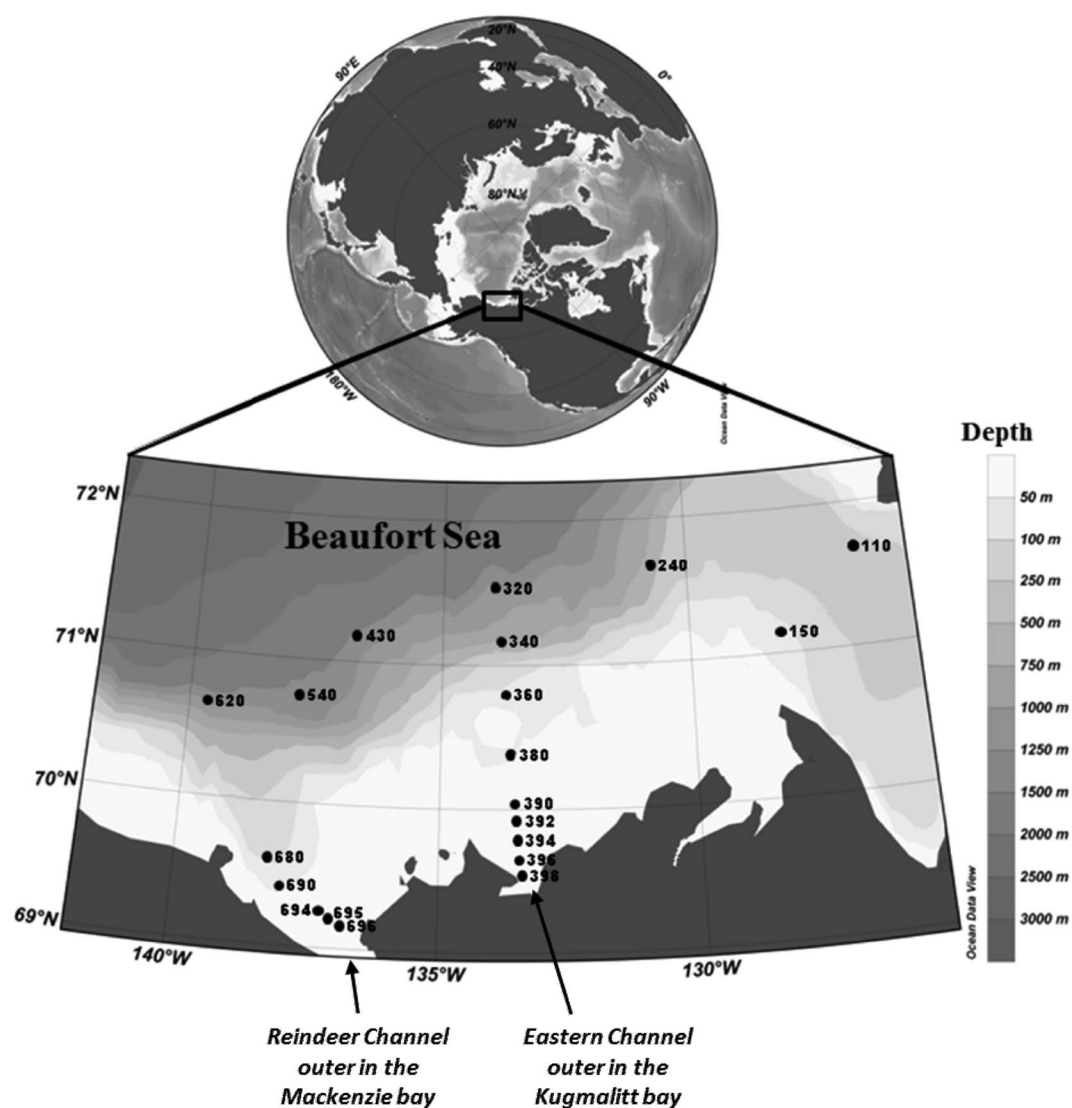 20°N
40°N
60°N
80°N
90°E
0°
180°W
90°W
Ocean Data View
Depth
50 m
100 m
250 m
500 m
750 m
1000 m
1250 m
1500 m
2000 m
2500 m
3000 m
Ocean Data View
72°N
71°N
70°N
69°N
Beaufort Sea
110
240
320
150
430
340
620
540
360
380
390
392
394
396
398
680
690
694
695
696
140°W
135°W
130°W
Reindeer Channel
outer in the
Mackenzie bay
Eastern Channel
outer in the
Kugmalitt bay